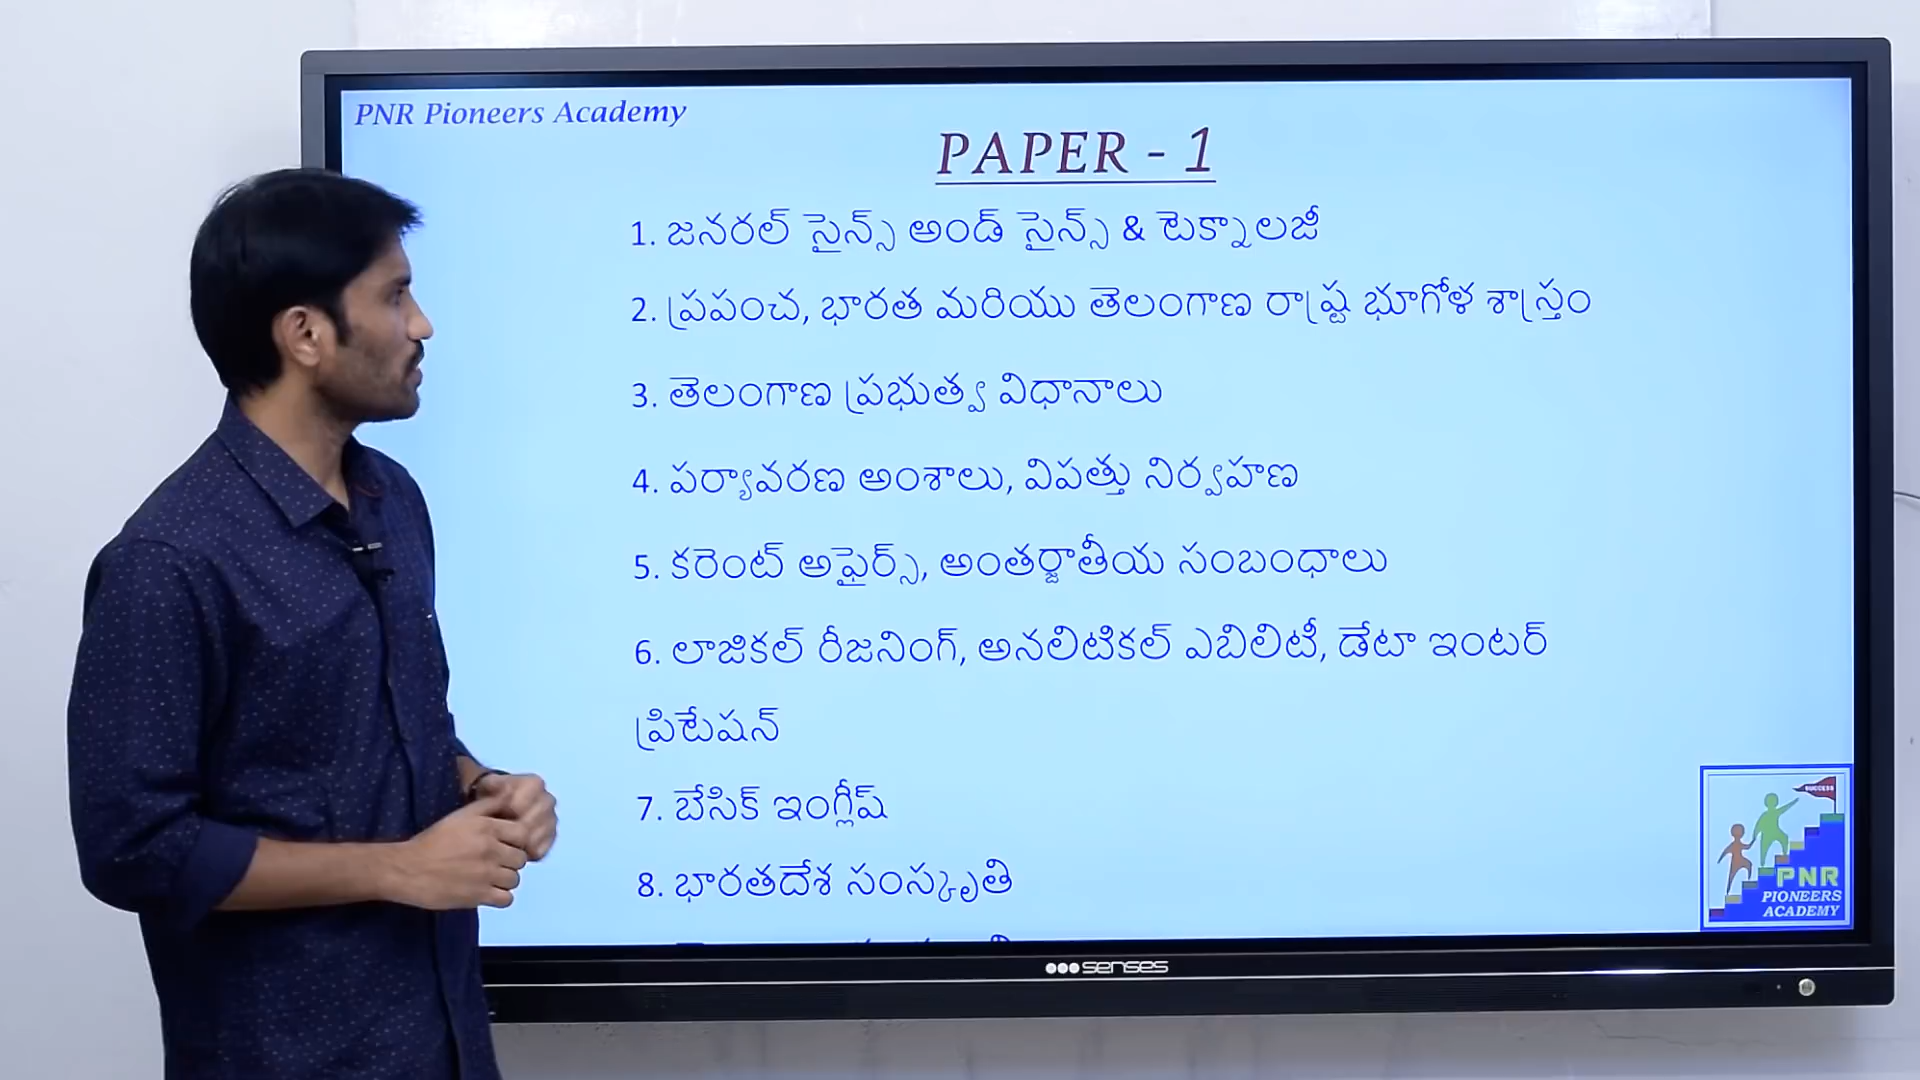 PNR Pioneers Academy
PAPER - 1
1. జనరల్ సైన్స్ అండ్ సైన్స్ & టెక్నాలజీ
2. ప్రపంచ, భారత మరియు తెలంగాణ రాష్ట్ర భూగోళ శాస్త్రం
3. తెలంగాణ ప్రభుత్వ విధానాలు
4. పర్యావరణ అంశాలు, విపత్తు నిర్వహణ
5. కరెంట్ అఫైర్స్, అంతర్జాతీయ సంబంధాలు
6. లాజికల్ రీజనింగ్, అనలిటికల్ ఎబిలిటీ, డేటా ఇంటర్
ప్రిటేషన్
7. బేసిక్ ఇంగ్లీష్
8. భారతదేశ సంస్కృతి
SUCCESS
PNR
PIONEERS
ACADEMY
senses